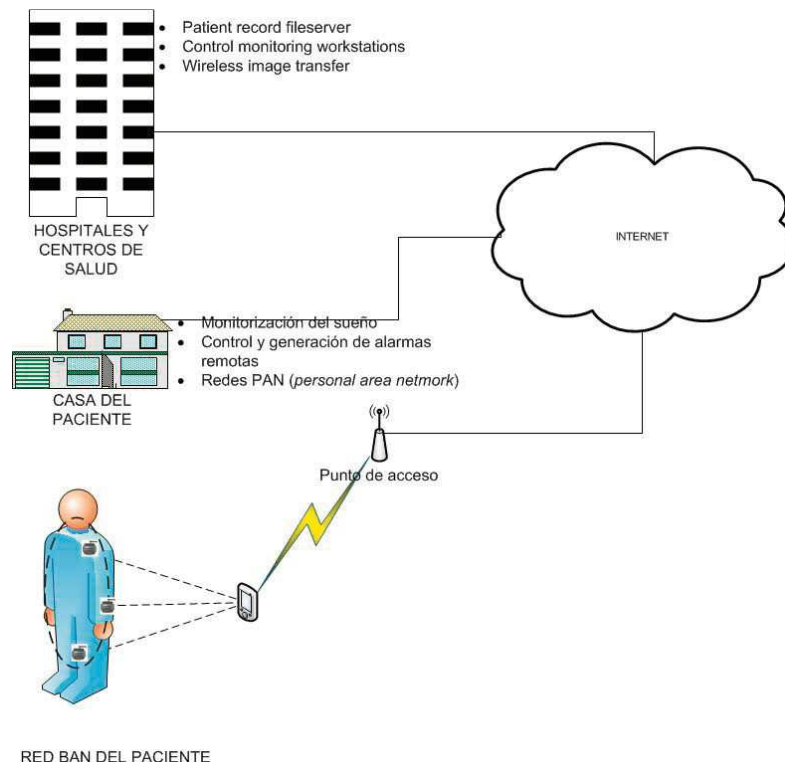 • Patient record fileserver
• Control monitoring workstations
• Wireless image transfer
HOSPITALES Y
CENTROS DE
SALUD
INTERNET
• Monitorización del sueño
• Control y generación de alarmas
remotas
• Redes PAN (personal area netmork)
CASA DEL
PACIENTE
Punto de acceso
RED BAN DEL PACIENTE